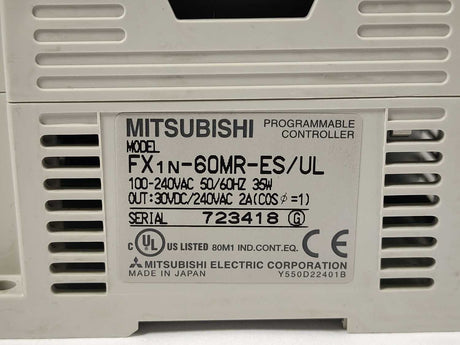 MITSUBISHI PROGRAMMABLE CONTROLLER
MODEL
FX1N-60MR-ES/UL
100-240VAC 50/60HZ 35W
OUT:30VDC/240VAC 2A(COSφ=1)
SERIAL 723418 G
C UL US LISTED 80M1 IND.CONT.EQ. C
MITSUBISHI ELECTRIC CORPORATION
MADE IN JAPAN Y550D22401B